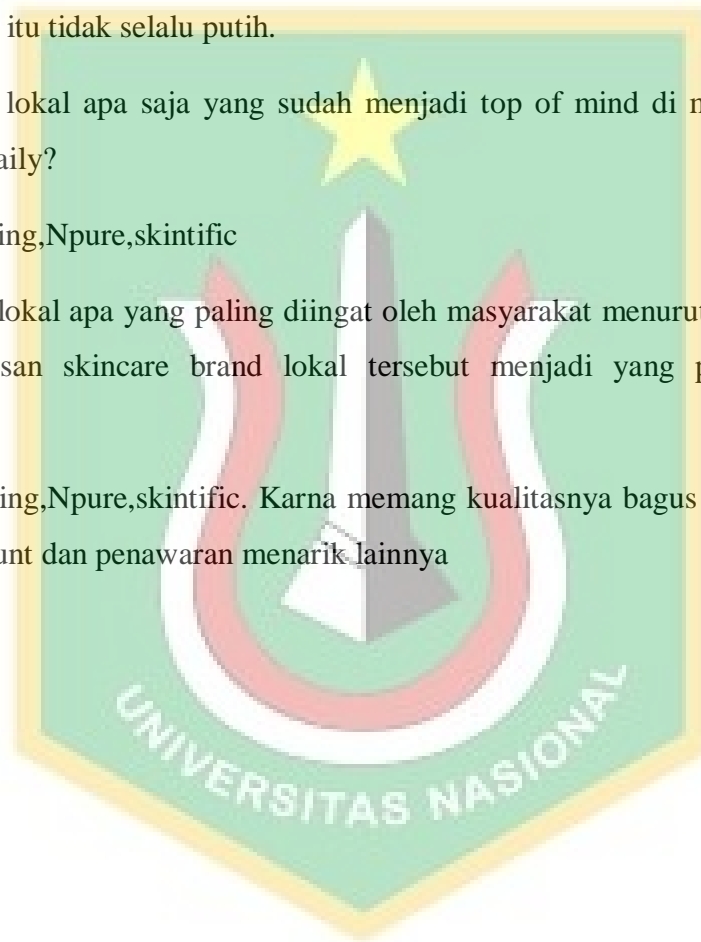 itu tidak selalu putih.
lokal apa saja yang sudah menjadi top of mind di
aily?
ing,Npure,skintific
lokal apa yang paling diingat oleh masyarakat menurut
san skincare brand lokal tersebut menjadi yang
ing,Npure,skintific. Karna memang kualitasnya bagus
unt dan penawaran menarik lainnya
UNIVERSITAS NASIONAL